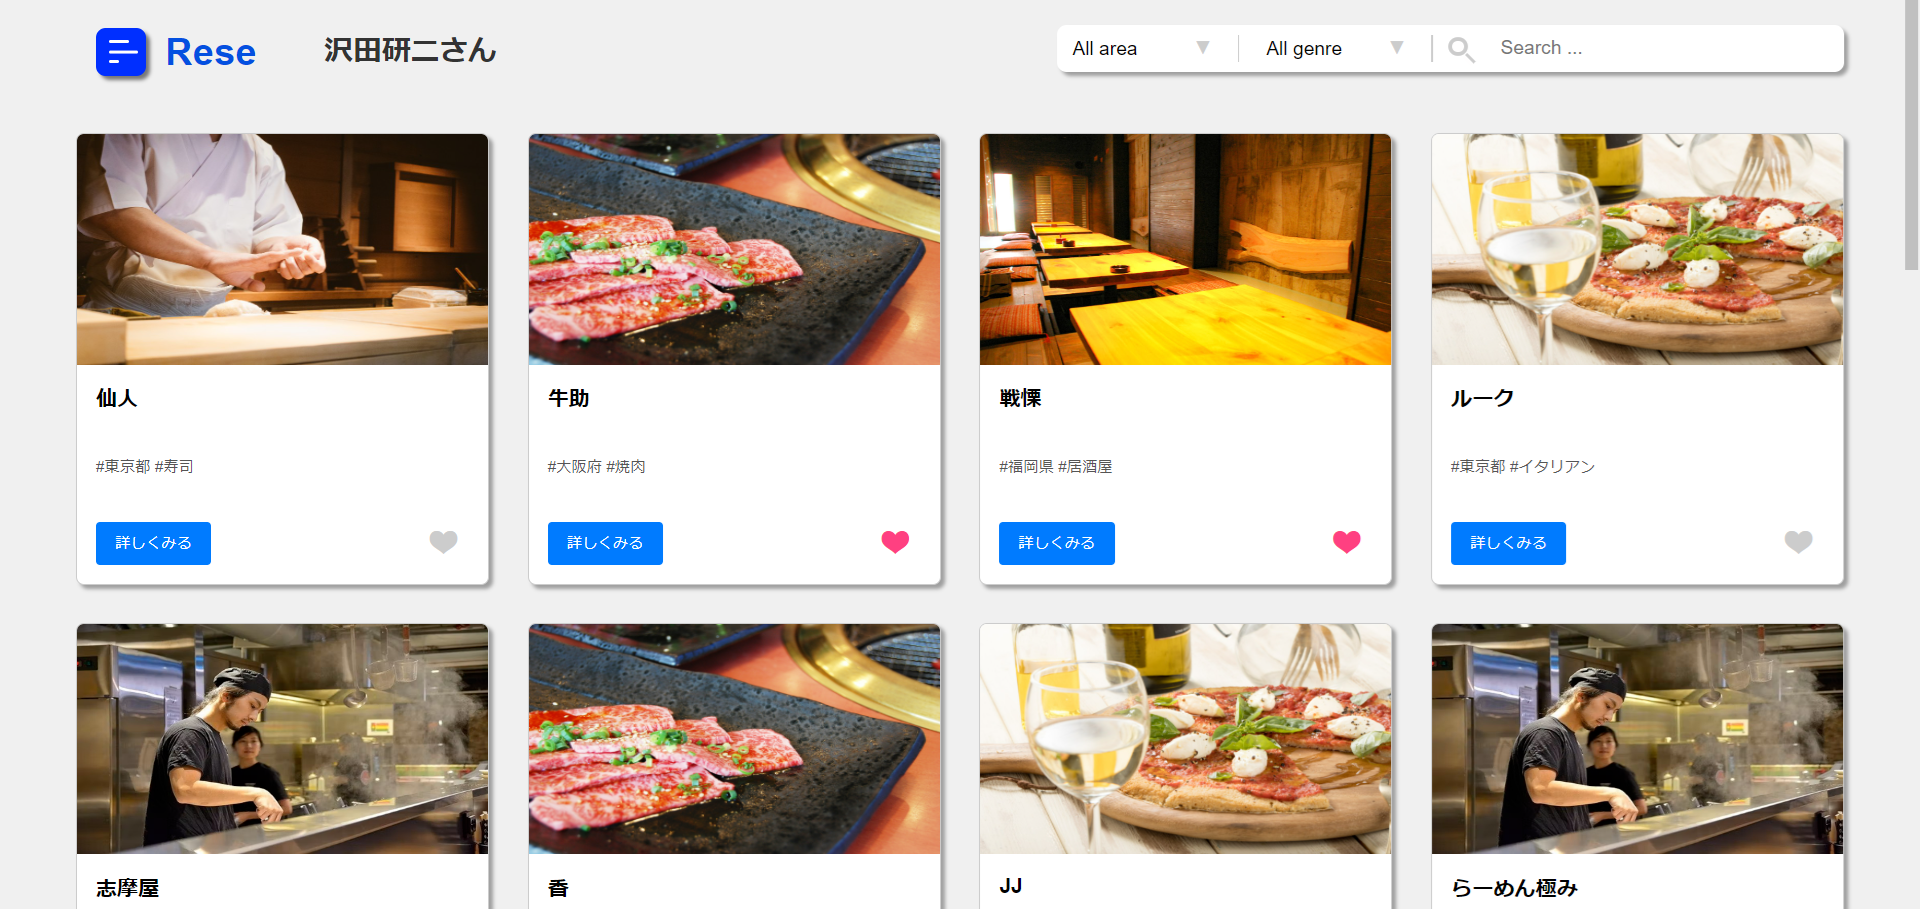 Rese
沢田研二さん
All area ▼
All genre ▼
Search ...
仙人
#東京都 #寿司
詳しくみる
牛助
#大阪府 #焼肉
詳しくみる
戦慄
#福岡県 #居酒屋
詳しくみる
ルーク
#東京都 #イタリアン
詳しくみる
志摩屋
香
JJ
らーめん極み